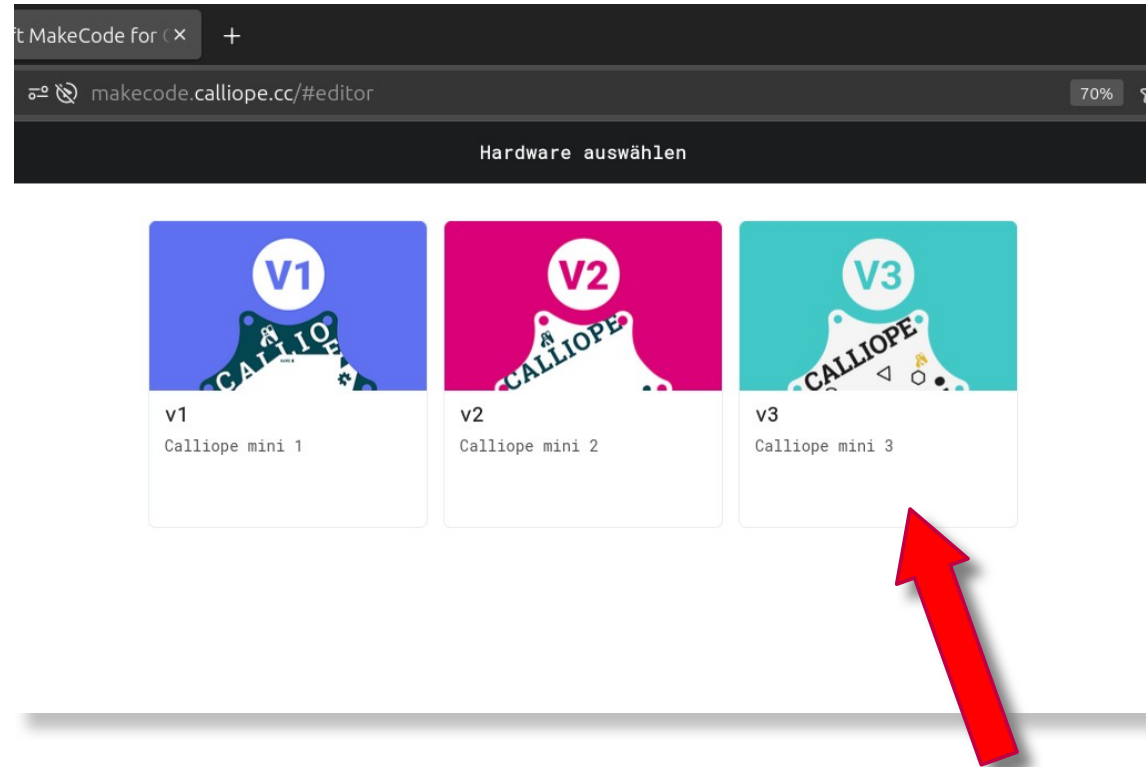 ft MakeCode for (
makecode.calliope.cc/#editor
70%
Hardware auswählen
V1
V2
V3
CALLIOPE
CALLIOPE
CALLIOPE
v1
v2
v3
Calliope mini 1
Calliope mini 2
Calliope mini 3